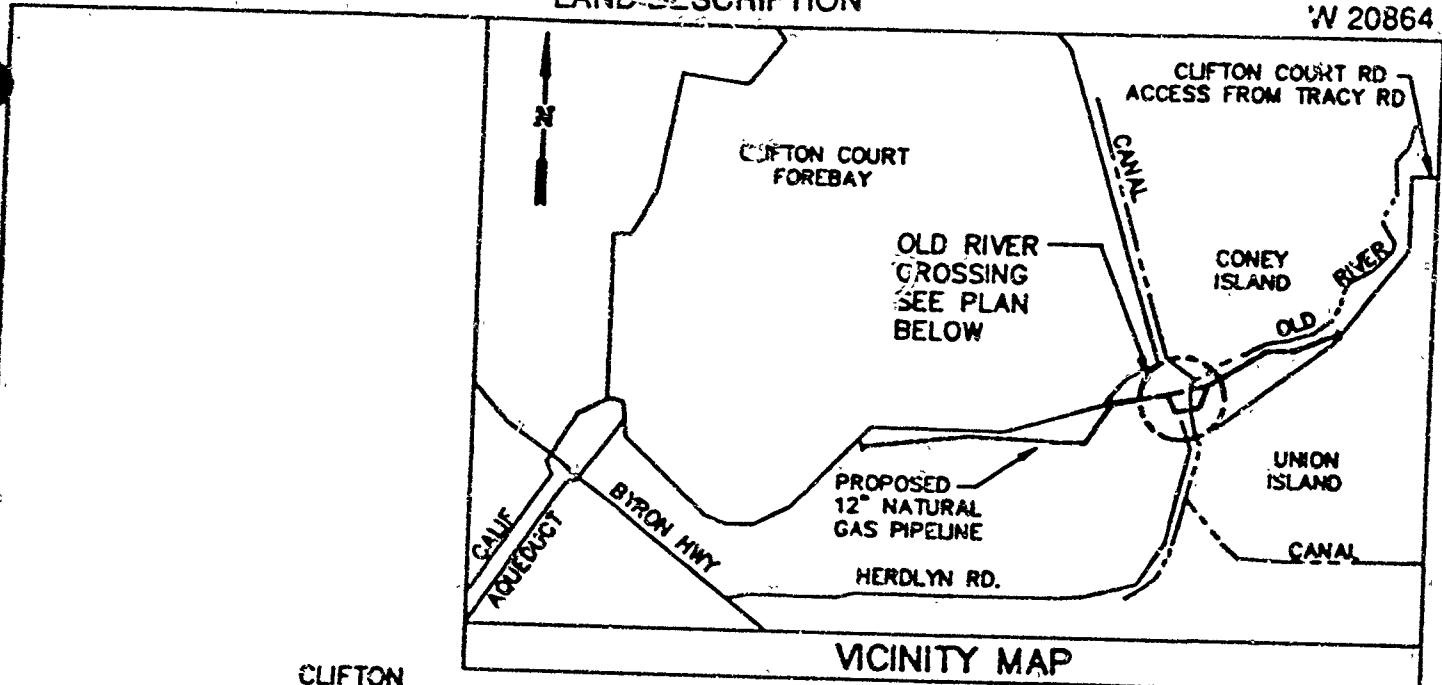 LAND DESCRIPTION
W 20864
CLIFTON COURT RD
ACCESS FROM TRACY RD
N
CLIFTON COURT
FOREBAY
CANAL
OLD RIVER
CROSSING
SEE PLAN
BELOW
CONEY
ISLAND
OLD RIVER
PROPOSED
12" NATURAL
GAS PIPELINE
UNION
ISLAND
CANAL
CALIF
AQUEDUCT
BYRON HWY
HERDLYN RD.
VICINITY MAP
CLIFTON